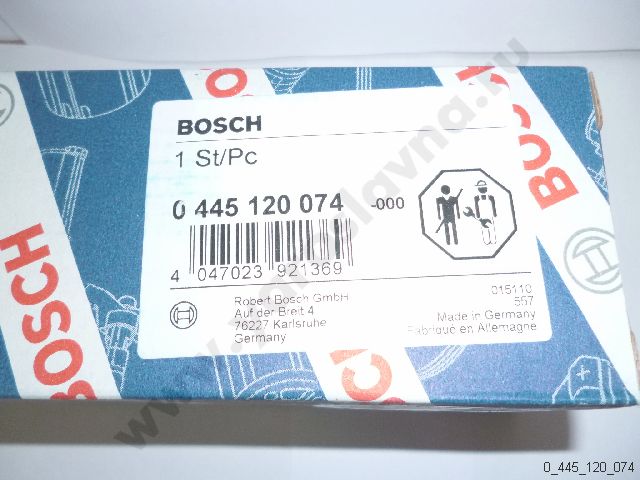 BOSCH
BOSCH
BOSCH
1 St/Pc
0 445 120 074 -000
4 047023 921369
Robert Bosch GmbH
Auf der Breit 4
76227 Karlsruhe
Germany
015110
557
Made in Germany
Fabriqué en Allemagne
0_445_120_074